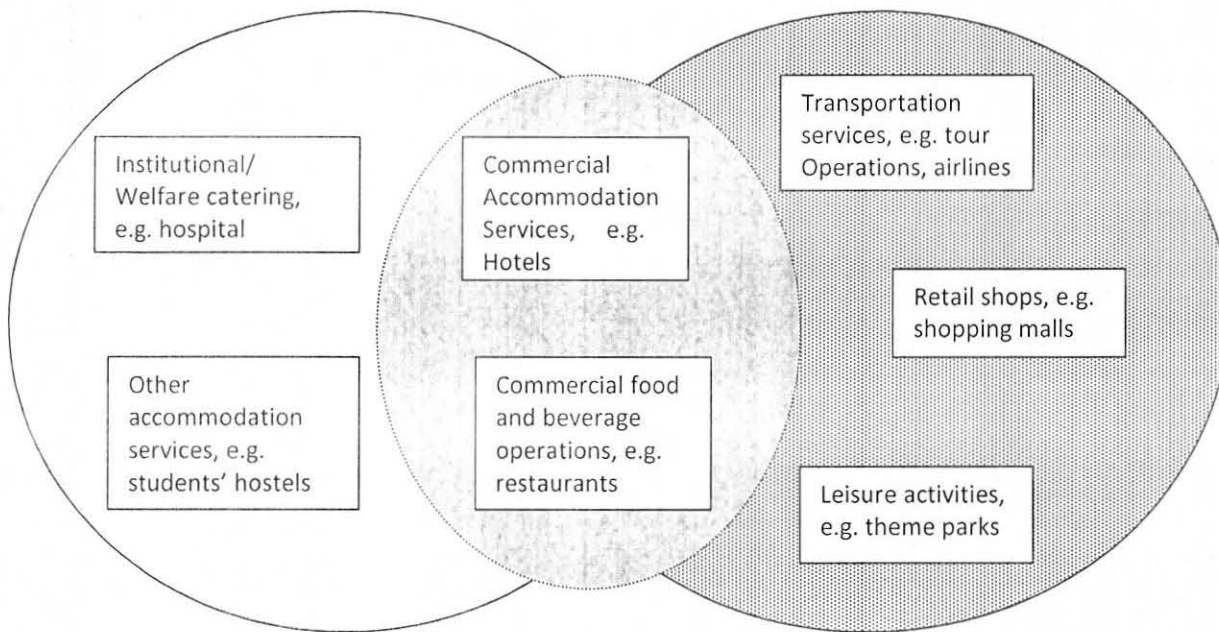 Institutional/
Welfare catering,
e.g. hospital
Other
accommodation
services, e.g.
students' hostels
Commercial
Accommodation
Services, e.g.
Hotels
Commercial food
and beverage
operations, e.g.
restaurants
Transportation
services, e.g. tour
Operations, airlines
Retail shops, e.g.
shopping malls
Leisure activities,
e.g. theme parks